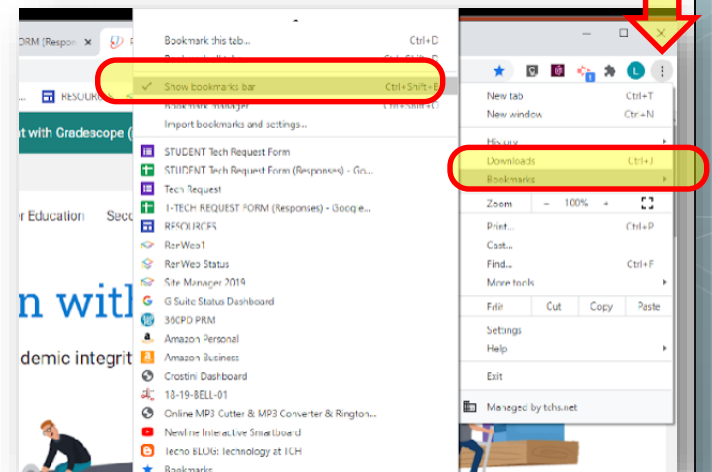 ORM (Respon
Bookmark this tab... Ctrl+D
Show bookmarks bar Ctrl+Shift+B
Bookmark manager Ctrl+Shift+O
Import bookmarks and settings...
STUDENT Tech Request Form
STUDENT Tech Request Form (Responses) - Go...
Tech Request
T-TECH REQUEST FORM (Responses) - Google...
RESOURCES
RenWeb1
RenWeb Status
Site Manager 2019
G Suite Status Dashboard
36CPD PRM
Amazon Personal
Amazon Business
Crostini Dashboard
18-19-BELL-01
Online MP3 Cutter & MP3 Converter & Rington...
Newline Interactive Smartboard
Techo BLOG: Technology at TCH
Bookmarks
L
1
New tab Ctrl+T
New window Ctrl+N
History
Downloads Ctrl+J
Bookmarks
Zoom - 100% +
Print... Ctrl+P
Cast...
Find... Ctrl+F
More tools
Edit Cut Copy Paste
Settings
Help
Exit
Managed by tchs.net
RESOURCES
t with Gradescope (
r Education Seco
n with
demic integrit